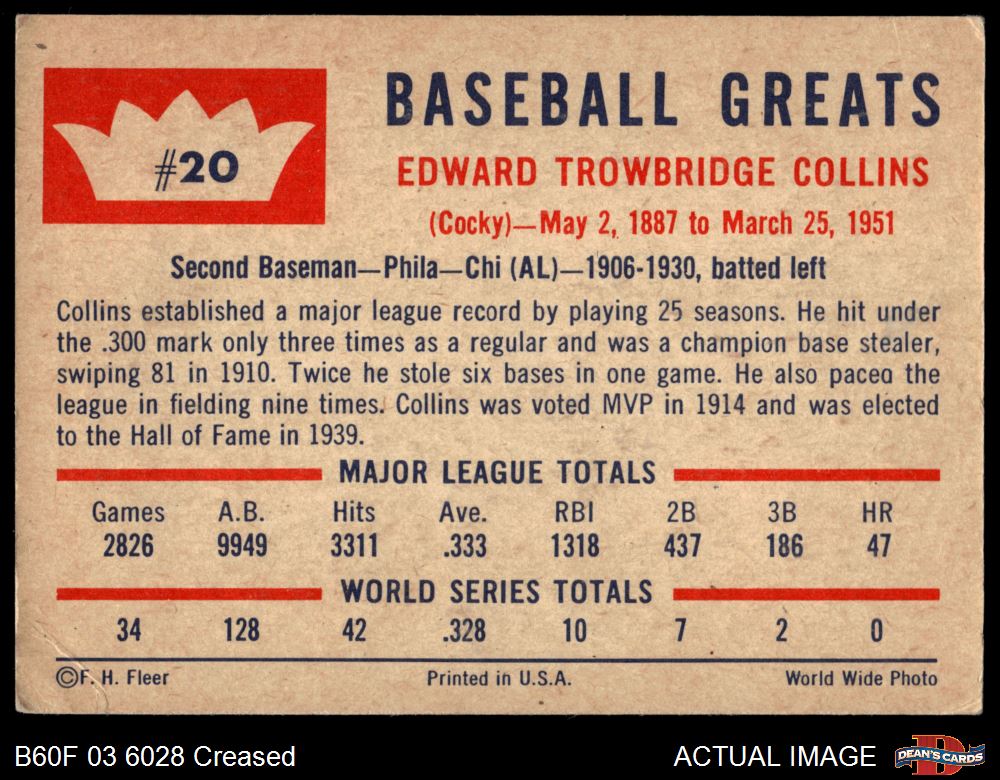 #20
BASEBALL GREATS
EDWARD TROWBRIDGE COLLINS
(Cocky)—May 2, 1887 to March 25, 1951
Second Baseman—Phila—Chi (AL)—1906-1930, batted left
Collins established a major league record by playing 25 seasons. He hit under
the .300 mark only three times as a regular and was a champion base stealer,
swiping 81 in 1910. Twice he stole six bases in one game. He also paced the
league in fielding nine times. Collins was voted MVP in 1914 and was elected
to the Hall of Fame in 1939.
MAJOR LEAGUE TOTALS
Games A.B. Hits Ave. RBI 2B 3B HR
2826 9949 3311 .333 1318 437 186 47
WORLD SERIES TOTALS
34 128 42 .328 10 7 2 0
©F. H. Fleer Printed in U.S.A. World Wide Photo
B60F 03 6028 Creased ACTUAL IMAGE DEAN'S CARDS